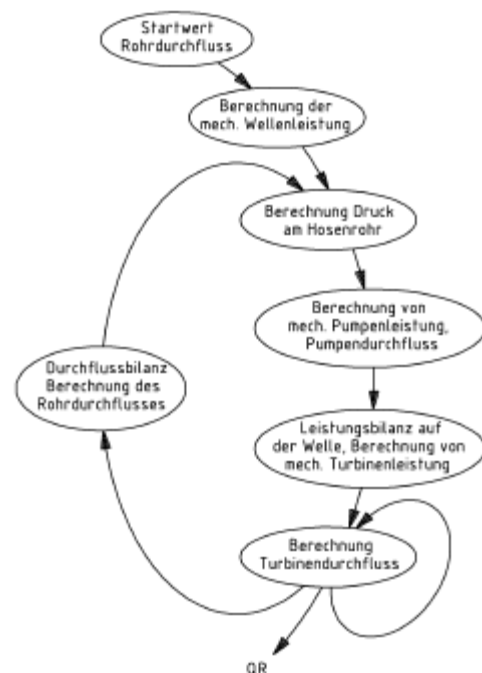 Startwert
Rohrdurchfluss
Berechnung der
mech. Wellenleistung
Berechnung Druck
am Hosenrohr
Berechnung von
mech. Pumpenleistung,
Pumpendurchfluss
Durchflussbilanz
Berechnung des
Rohrdurchflusses
Leistungsbilanz auf
der Welle, Berechnung von
mech. Turbinenleistung
Berechnung
Turbinendurchfluss
QR